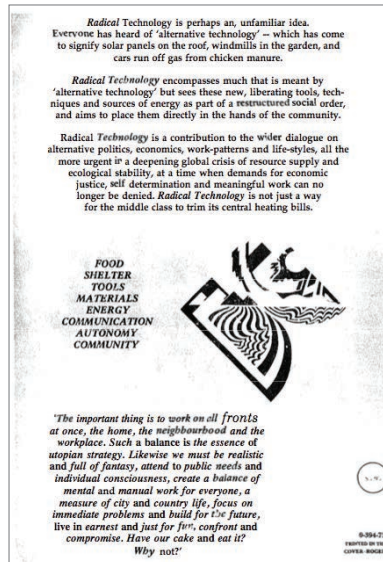 Radical Technology is perhaps an, unfamiliar idea.
Everyone has heard of 'alternative technology' – which has come
to signify solar panels on the roof, windmills in the garden, and
cars run off gas from chicken manure.
Radical Technology encompasses much that is meant by
'alternative technology' but sees these new, liberating tools, tech-
niques and sources of energy as part of a restructured social order,
and aims to place them directly in the hands of the community.
Radical Technology is a contribution to the wider dialogue on
alternative politics, economics, work-patterns and life-styles, all the
more urgent in a deepening global crisis of resource supply and
ecological stability, at a time when demands for economic
justice, self determination and meaningful work can no
longer be denied. Radical Technology is not just a way
for the middle class to trim its central heating bills.
FOOD
SHELTER
TOOLS
MATERIALS
ENERGY
COMMUNICATION
AUTONOMY
COMMUNITY
'The important thing is to work on all fronts
at once, the home, the neighbourhood and the
workplace. Such a balance is the essence of
utopian strategy. Likewise we must be realistic
and full of fantasy, attend to public needs and
individual consciousness, create a balance of
mental and manual work for everyone, a
measure of city and country life, focus on
immediate problems and build for the future,
live in earnest and just for fun, confront and
compromise. Have our cake and eat it?
Why not?'
0-394-7
PRINTED IN
COVER: